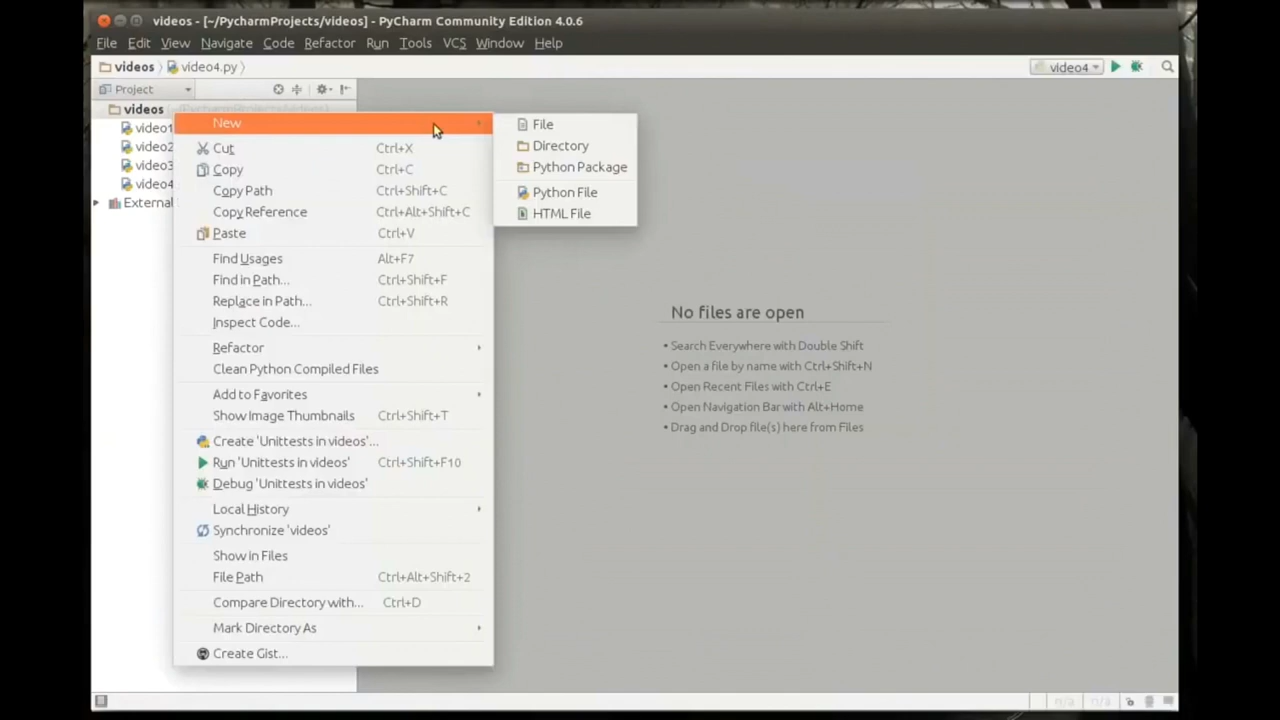 videos - [~/PycharmProjects/videos] - PyCharm Community Edition 4.0.6
File Edit View Navigate Code Refactor Run Tools VCS Window Help
videos video4.py video4
Project
videos (~/PycharmProjects/videos)
video1
video2
video3
video4
External
New
Cut Ctrl+X
Copy Ctrl+C
Copy Path Ctrl+Shift+C
Copy Reference Ctrl+Alt+Shift+C
Paste Ctrl+V
Find Usages Alt+F7
Find in Path... Ctrl+Shift+F
Replace in Path... Ctrl+Shift+R
Inspect Code...
Refactor
Clean Python Compiled Files
Add to Favorites
Show Image Thumbnails Ctrl+Shift+T
Create 'Unittests in videos'...
Run 'Unittests in videos' Ctrl+Shift+F10
Debug 'Unittests in videos'
Local History
Synchronize 'videos'
Show in Files
File Path Ctrl+Alt+Shift+2
Compare Directory with... Ctrl+D
Mark Directory As
Create Gist...
File
Directory
Python Package
Python File
HTML File
No files are open
• Search Everywhere with Double Shift
• Open a file by name with Ctrl+Shift+N
• Open Recent Files with Ctrl+E
• Open Navigation Bar with Alt+Home
• Drag and Drop file(s) here from Files
n/a n/a